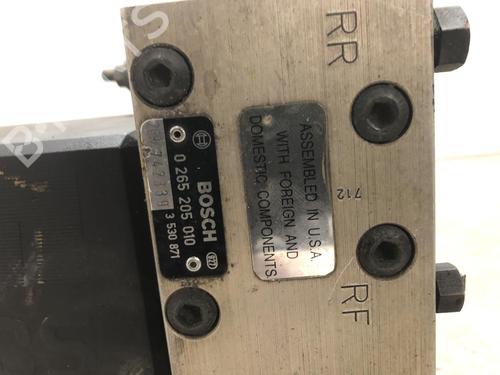 RR
ASSEMBLED IN U.S.A.
WITH FOREIGN AND
DOMESTIC COMPONENTS.
712
RF
BOSCH
0 265 205 010
3 530 871